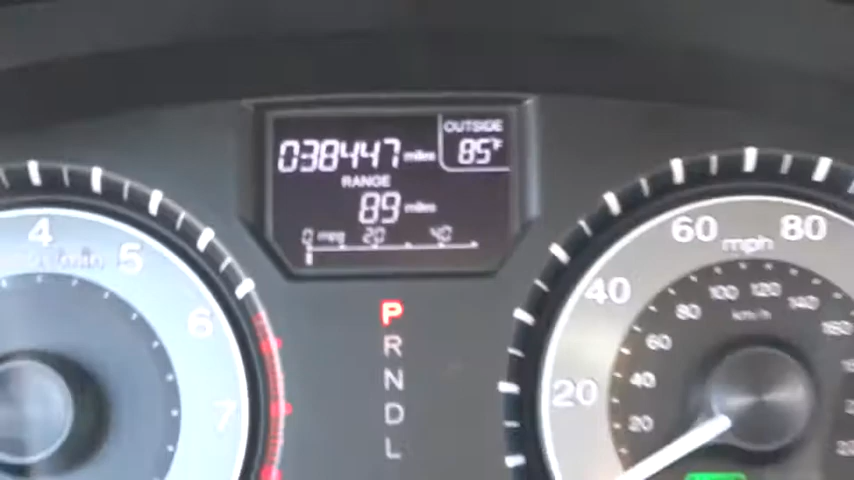 OUTSIDE
038447 miles 85°F
RANGE
89 miles
0 mpg 20 40
4 5 6 7
P
R
N
D
L
20 40 60 80
mph
20 40 60 80 100 120 140 160
km/h